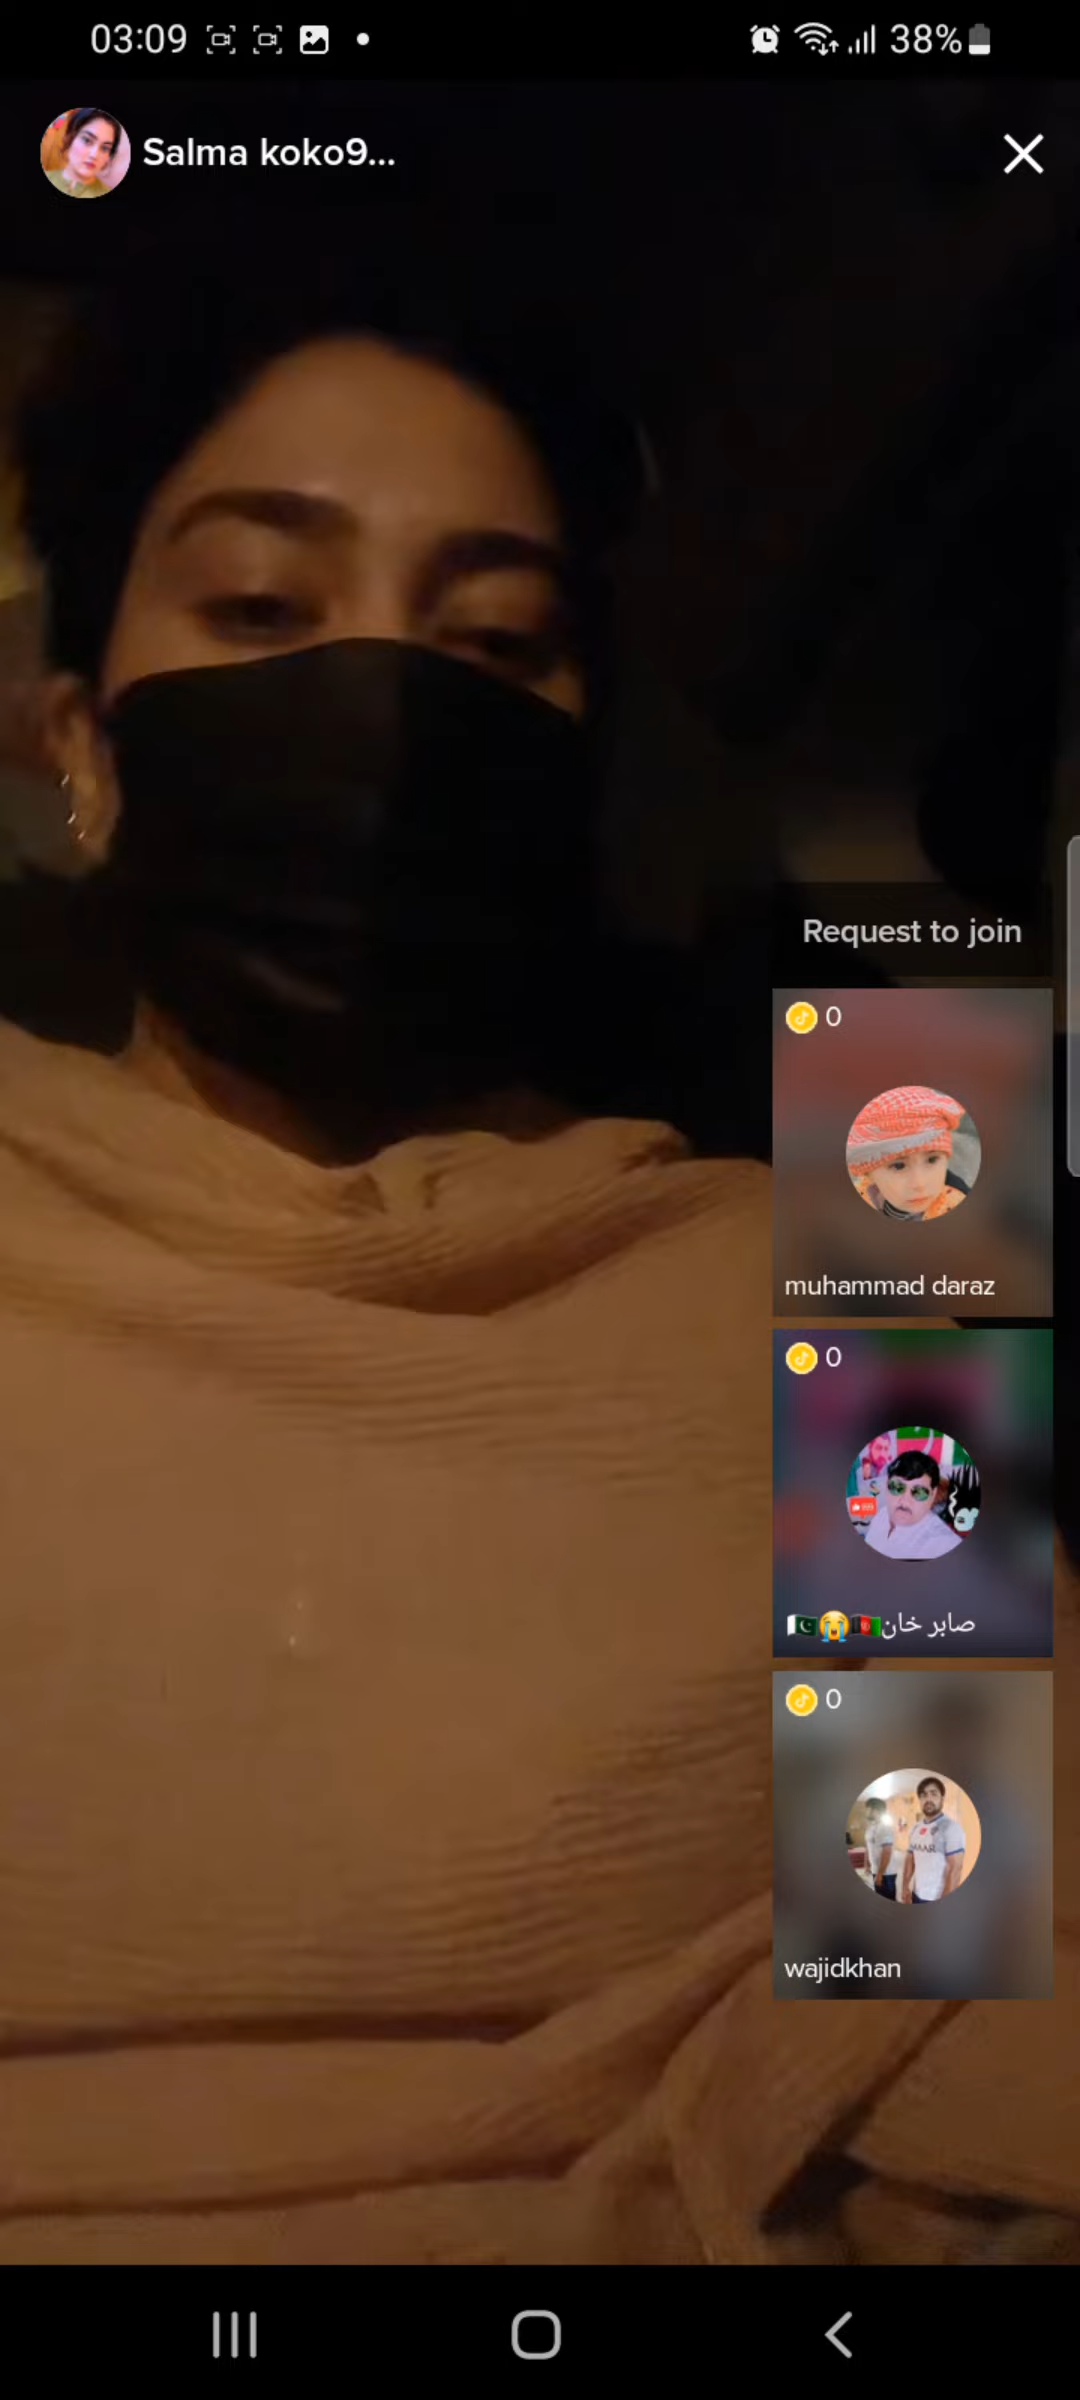 03:09
38%
Salma koko9...
Request to join
0
muhammad daraz
0
🇵🇰😭🇦🇫صابر خان
0
wajidkhan